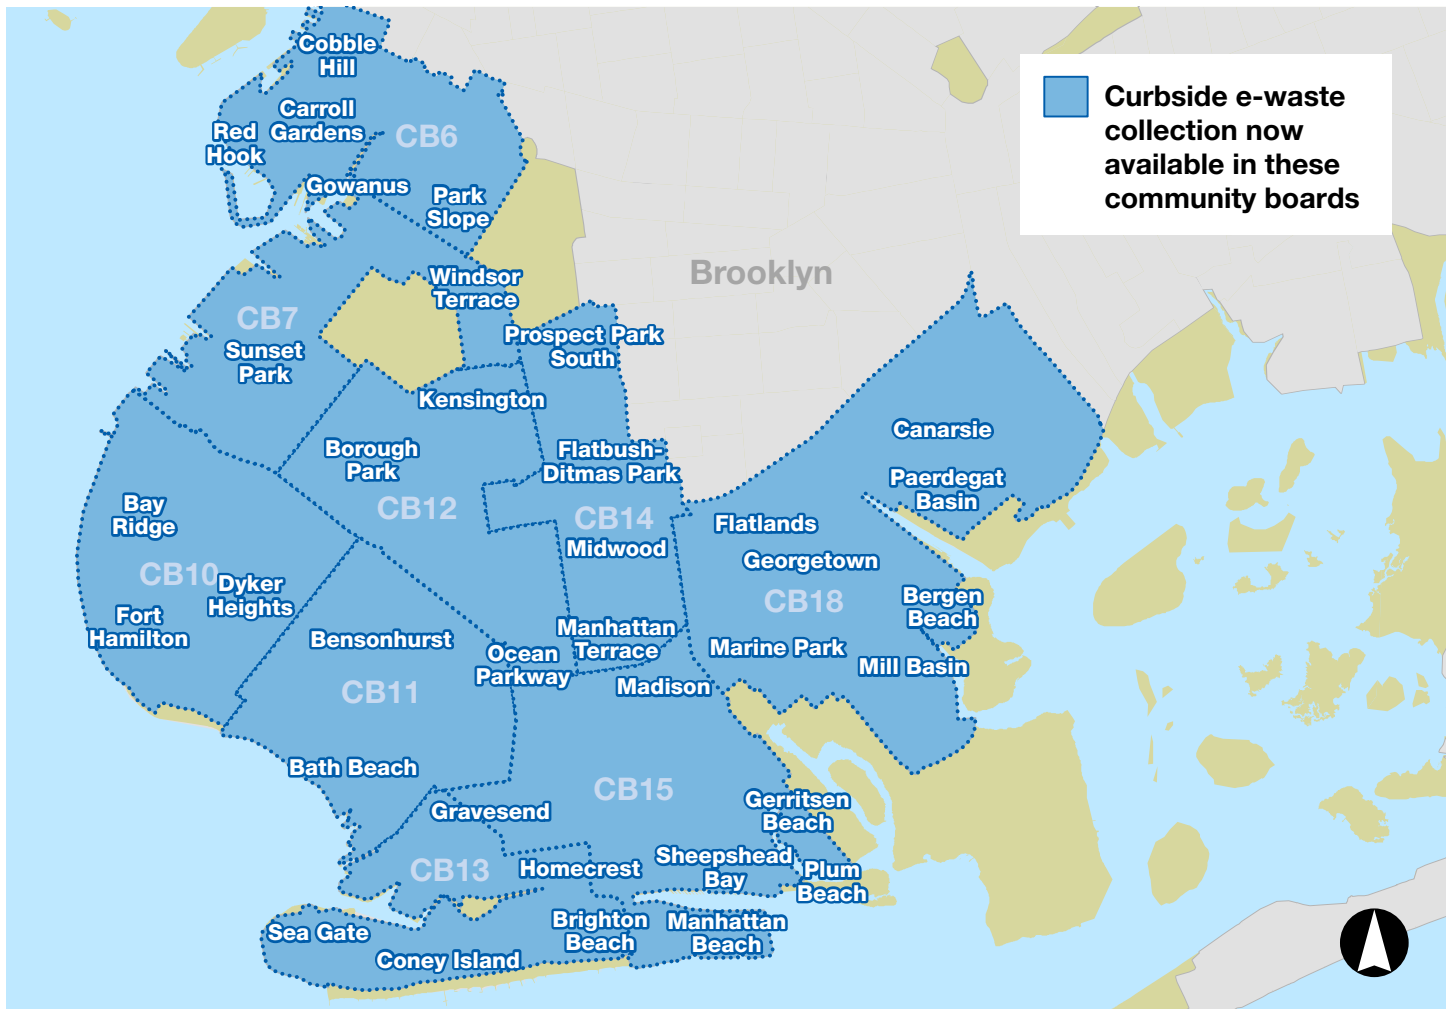 Cobble
Hill
Carroll
Gardens
Red
Hook
CB6
Gowanus
Park
Slope
Curbside e-waste
collection now
available in these
community boards
Brooklyn
Windsor
Terrace
CB7
Sunset
Park
Prospect Park
South
Kensington
Borough
Park
CB12
Flatbush-
Ditmas Park
CB14
Midwood
Canarsie
Paerdegat
Basin
Flatlands
Georgetown
CB18
Bergen
Beach
Marine Park
Mill Basin
Bay
Ridge
CB10
Dyker
Heights
Fort
Hamilton
Bensonhurst
CB11
Ocean
Parkway
Manhattan
Terrace
Madison
Bath Beach
Gravesend
CB15
Gerritsen
Beach
CB13
Homecrest
Sheepshead
Bay
Plum
Beach
Sea Gate
Coney Island
Brighton
Beach
Manhattan
Beach